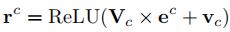 r^c = ReLU(V_c × e^c + v_c)